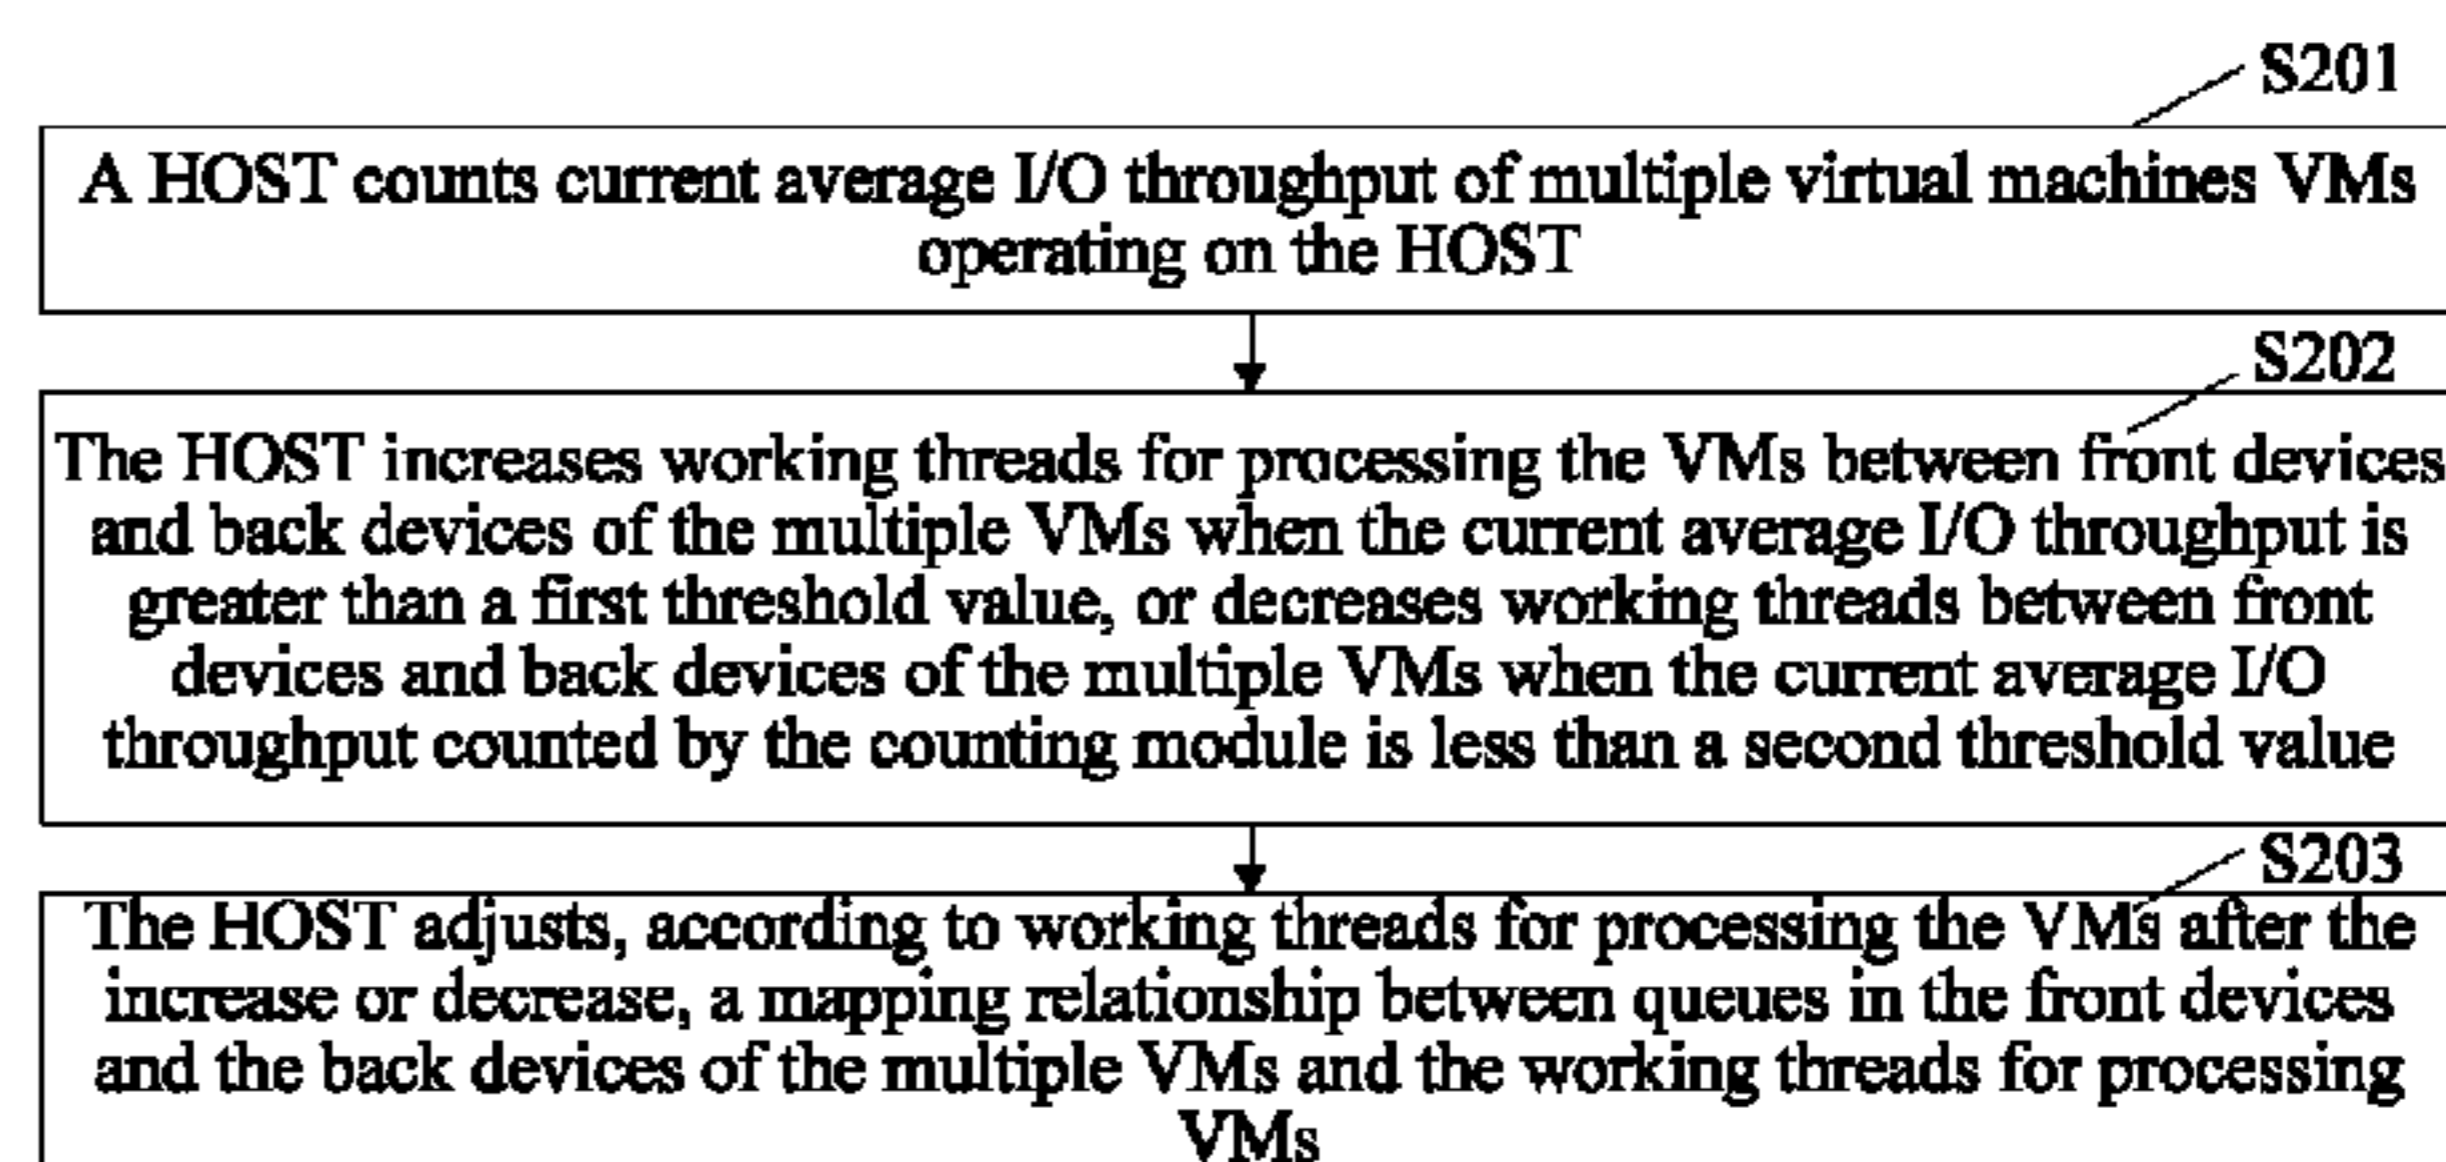 S201
A HOST counts current average I/O throughput of multiple virtual machines VMs
operating on the HOST
S202
The HOST increases working threads for processing the VMs between front devices
and back devices of the multiple VMs when the current average I/O throughput is
greater than a first threshold value, or decreases working threads between front
devices and back devices of the multiple VMs when the current average I/O
throughput counted by the counting module is less than a second threshold value
S203
The HOST adjusts, according to working threads for processing the VMs after the
increase or decrease, a mapping relationship between queues in the front devices
and the back devices of the multiple VMs and the working threads for processing
VMs